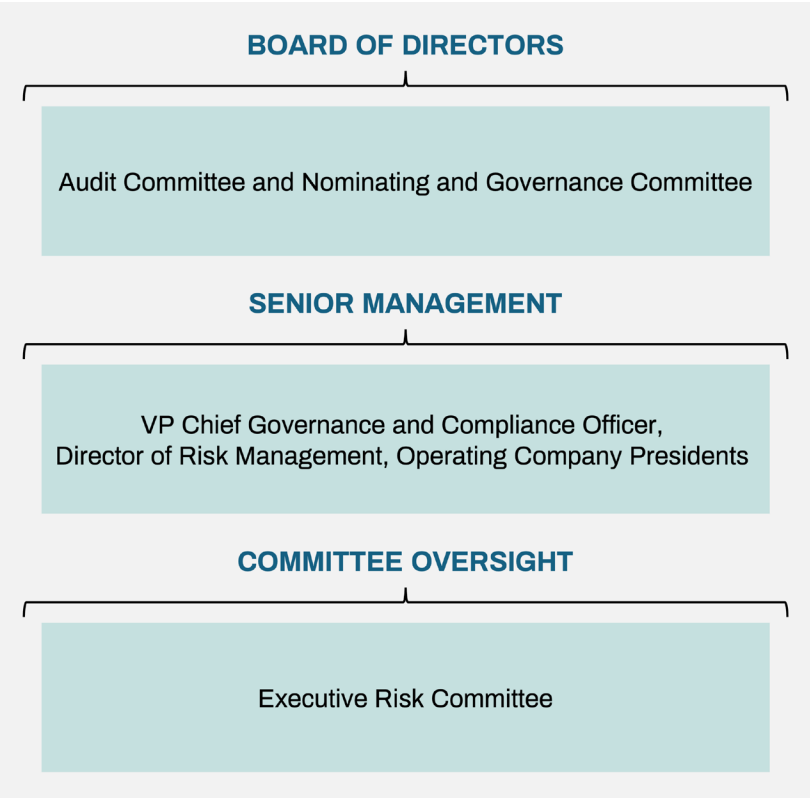 BOARD OF DIRECTORS
Audit Committee and Nominating and Governance Committee
SENIOR MANAGEMENT
VP Chief Governance and Compliance Officer,
Director of Risk Management, Operating Company Presidents
COMMITTEE OVERSIGHT
Executive Risk Committee